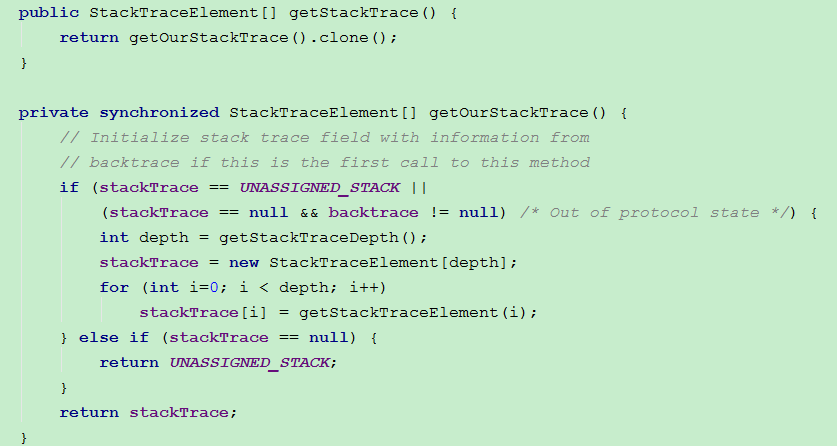 public StackTraceElement[] getStackTrace() {
    return getOurStackTrace().clone();
}

private synchronized StackTraceElement[] getOurStackTrace() {
    // Initialize stack trace field with information from
    // backtrace if this is the first call to this method
    if (stackTrace == UNASSIGNED_STACK ||
        (stackTrace == null && backtrace != null) /* Out of protocol state */) {
        int depth = getStackTraceDepth();
        stackTrace = new StackTraceElement[depth];
        for (int i=0; i < depth; i++)
            stackTrace[i] = getStackTraceElement(i);
    } else if (stackTrace == null) {
        return UNASSIGNED_STACK;
    }
    return stackTrace;
}